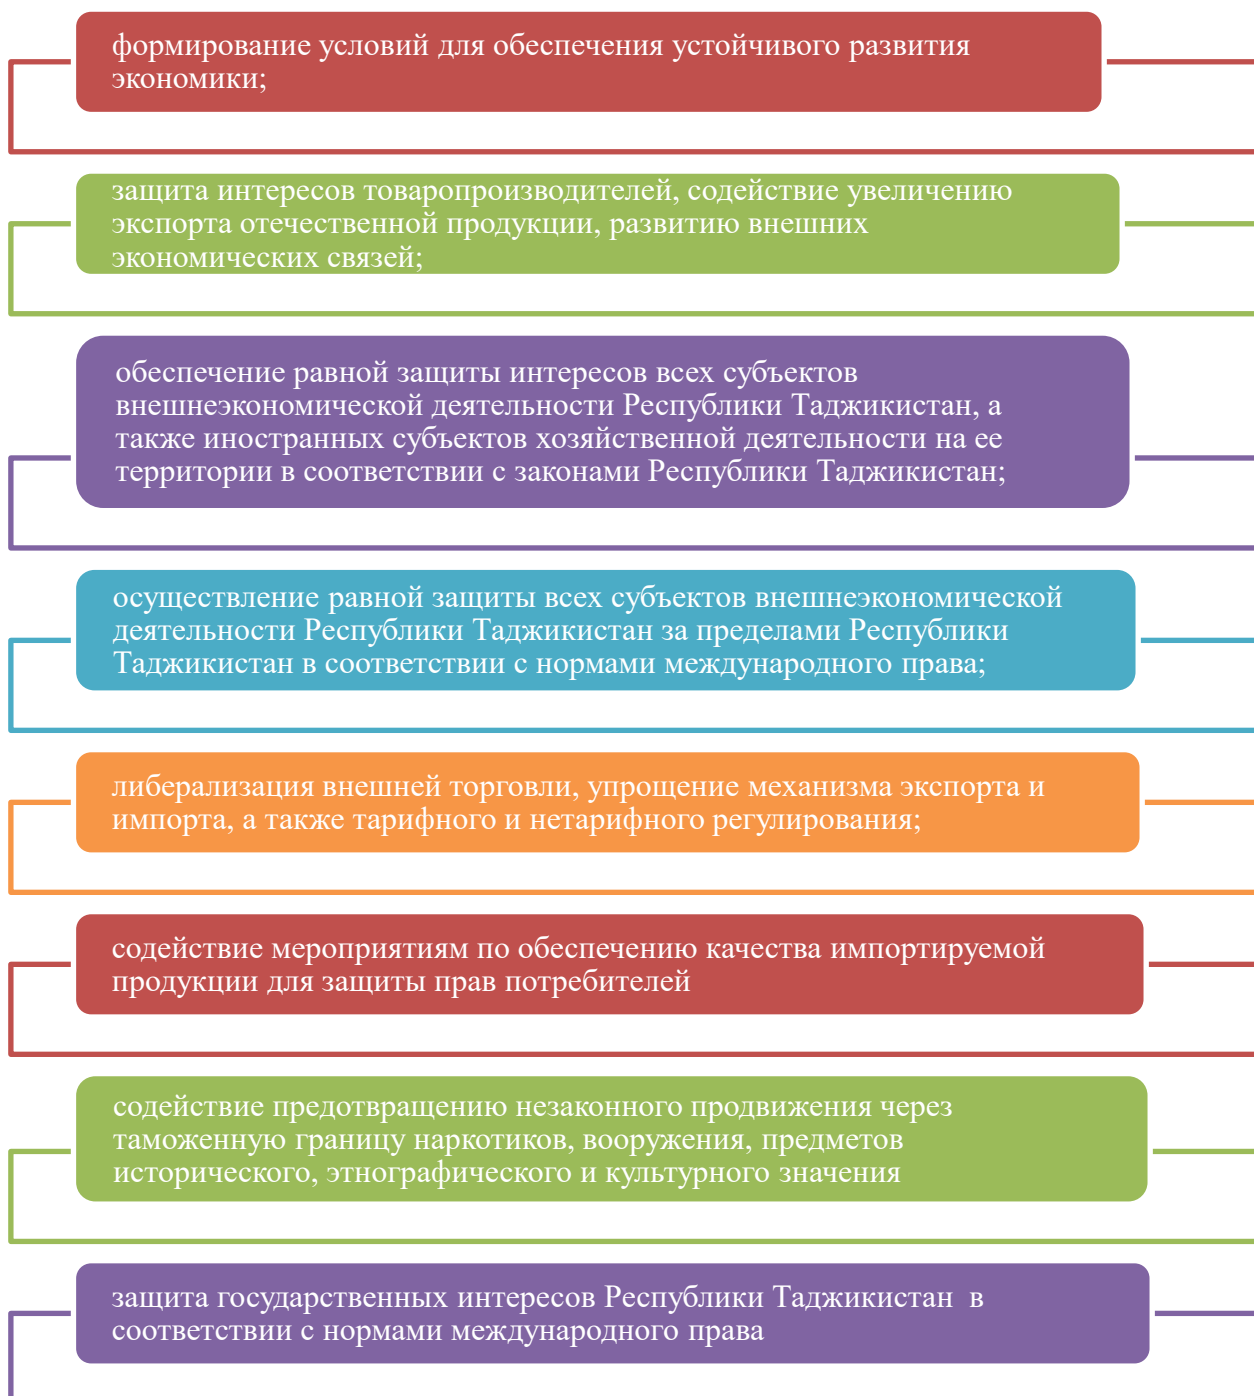 формирование условий для обеспечения устойчивого развития
экономики;
защита интересов товаропроизводителей, содействие увеличению
экспорта отечественной продукции, развитию внешних
экономических связей;
обеспечение равной защиты интересов всех субъектов
внешнеэкономической деятельности Республики Таджикистан, а
также иностранных субъектов хозяйственной деятельности на ее
территории в соответствии с законами Республики Таджикистан;
осуществление равной защиты всех субъектов внешнеэкономической
деятельности Республики Таджикистан за пределами Республики
Таджикистан в соответствии с нормами международного права;
либерализация внешней торговли, упрощение механизма экспорта и
импорта, а также тарифного и нетарифного регулирования;
содействие мероприятиям по обеспечению качества импортируемой
продукции для защиты прав потребителей
содействие предотвращению незаконного продвижения через
таможенную границу наркотиков, вооружения, предметов
исторического, этнографического и культурного значения
защита государственных интересов Республики Таджикистан  в
соответствии с нормами международного права